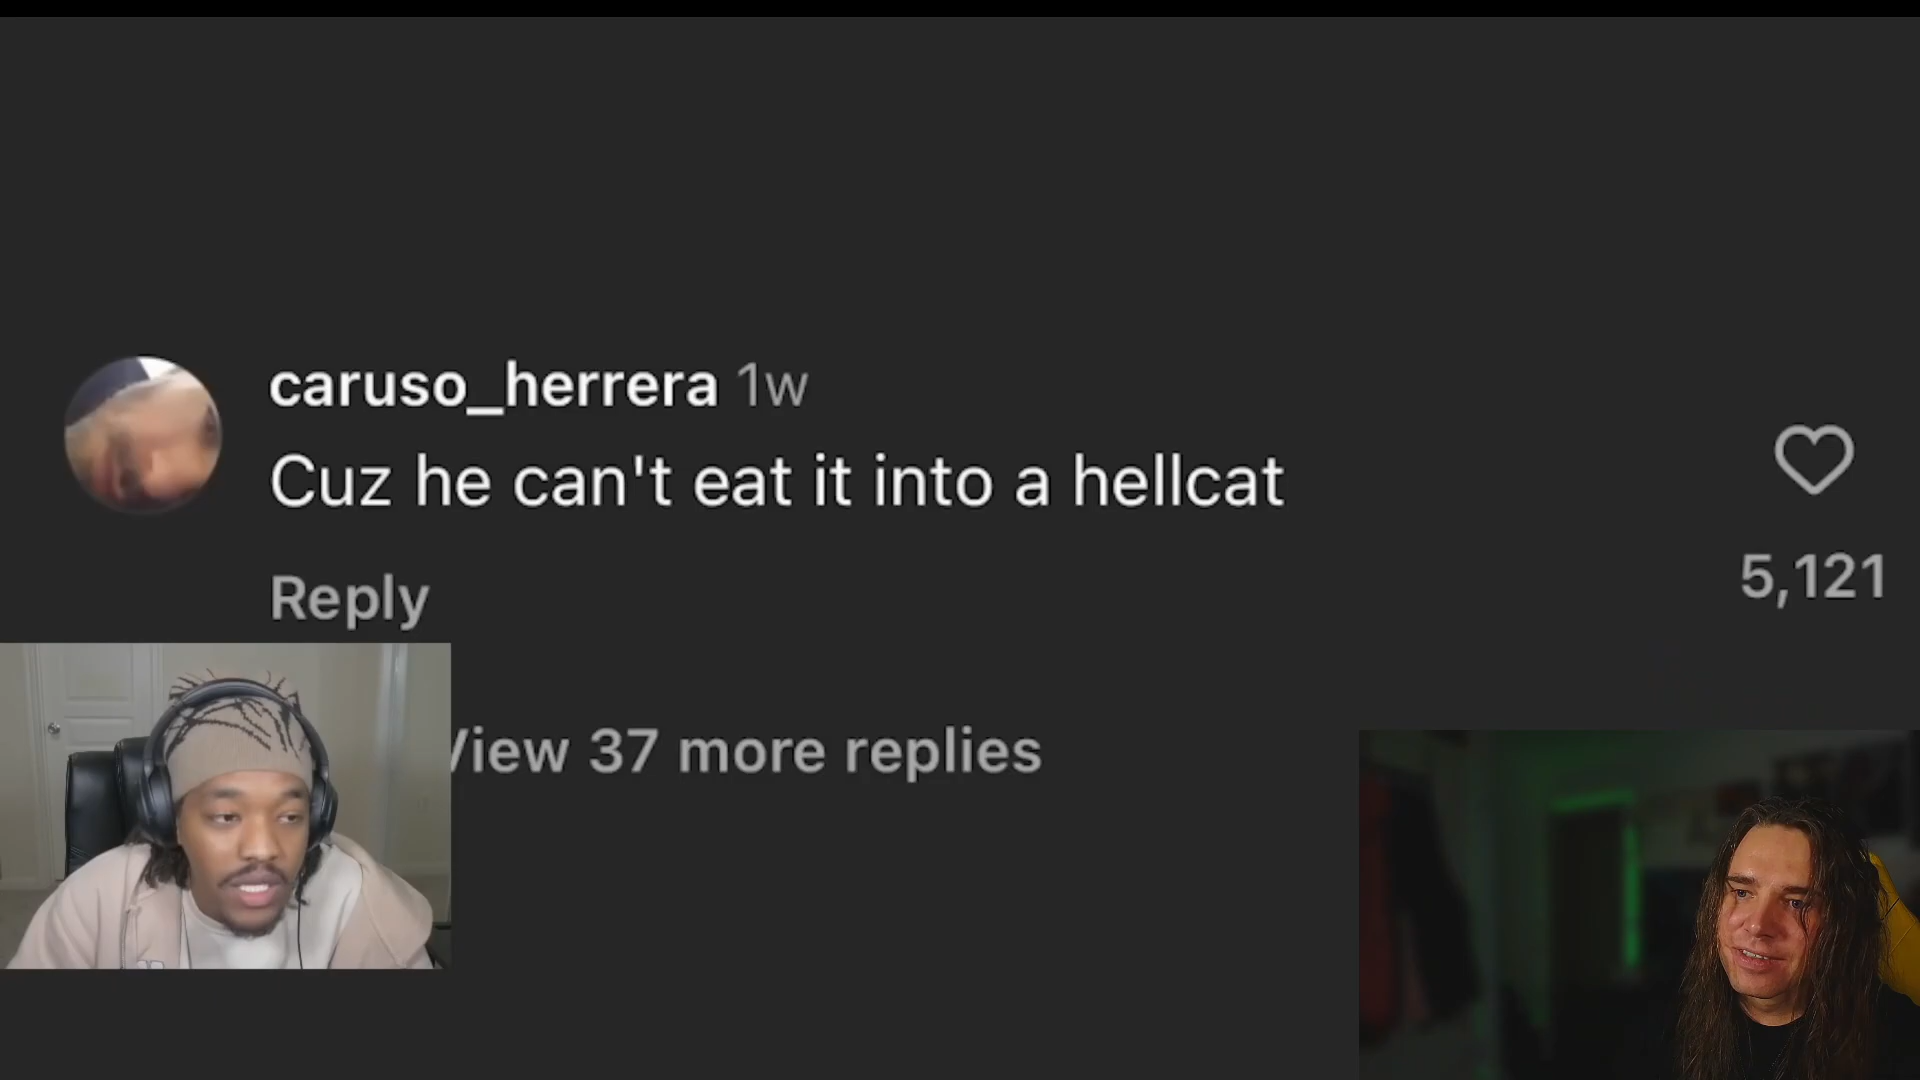 caruso_herrera 1w
Cuz he can't eat it into a hellcat
5,121
Reply
View 37 more replies